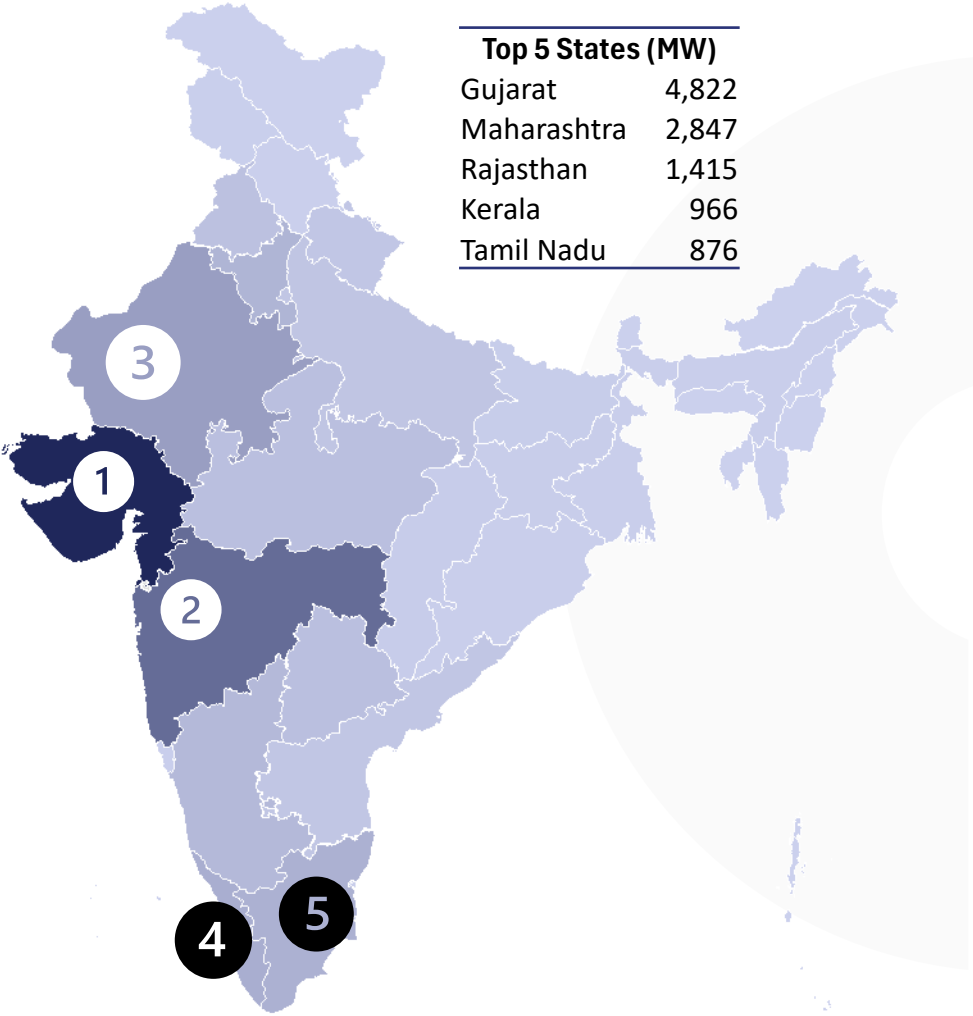 Top 5 States (MW)
Gujarat 4,822
Maharashtra 2,847
Rajasthan 1,415
Kerala 966
Tamil Nadu 876
3
1
2
5
4